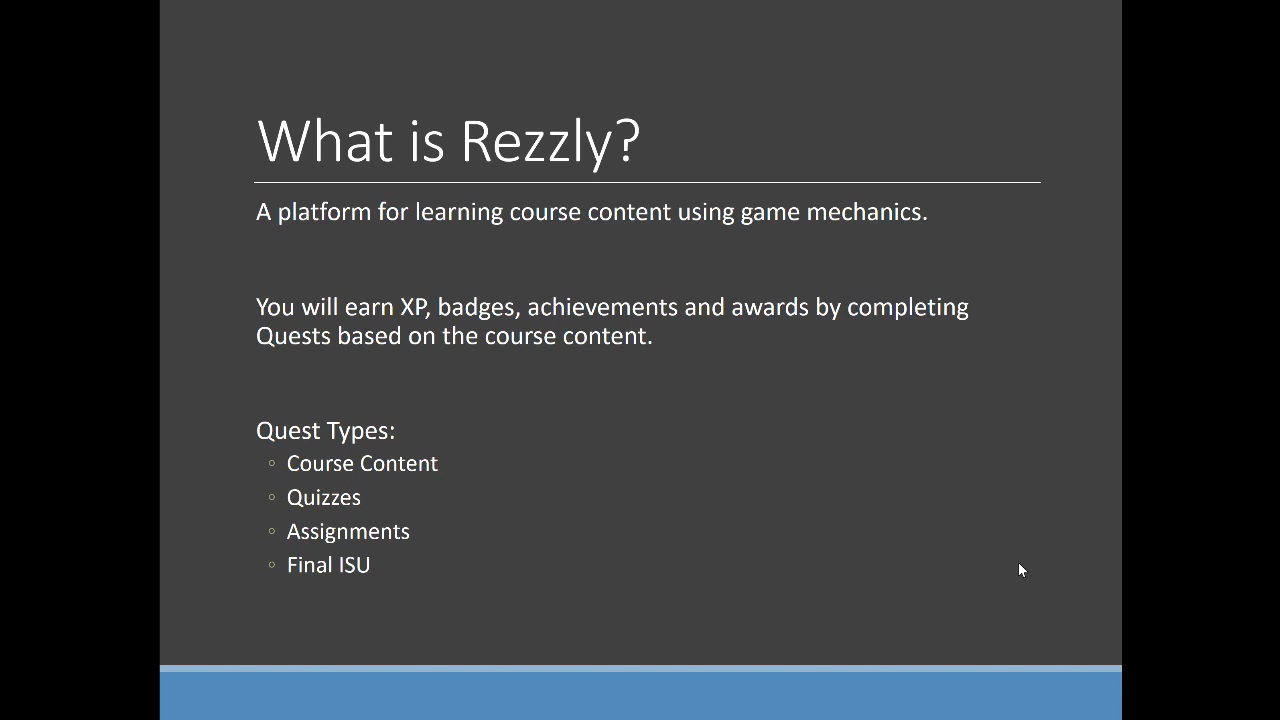 What is Rezzly?
A platform for learning course content using game mechanics.
You will earn XP, badges, achievements and awards by completing
Quests based on the course content.
Quest Types:
◦ Course Content
◦ Quizzes
◦ Assignments
◦ Final ISU